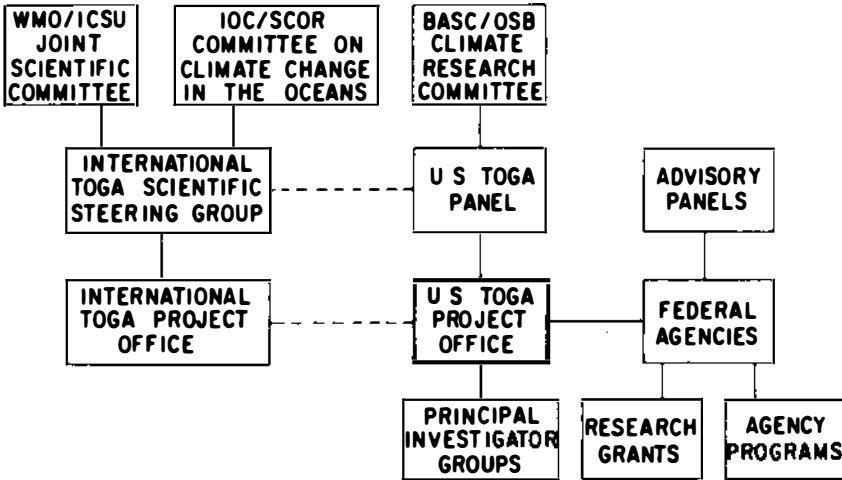 WMO/ICSU
JOINT
SCIENTIFIC
COMMITTEE
IOC/SCOR
COMMITTEE ON
CLIMATE CHANGE
IN THE OCEANS
BASC/OSB
CLIMATE
RESEARCH
COMMITTEE
INTERNATIONAL
TOGA SCIENTIFIC
STEERING GROUP
U S TOGA
PANEL
ADVISORY
PANELS
INTERNATIONAL
TOGA PROJECT
OFFICE
U S TOGA
PROJECT
OFFICE
FEDERAL
AGENCIES
PRINCIPAL
INVESTIGATOR
GROUPS
RESEARCH
GRANTS
AGENCY
PROGRAMS